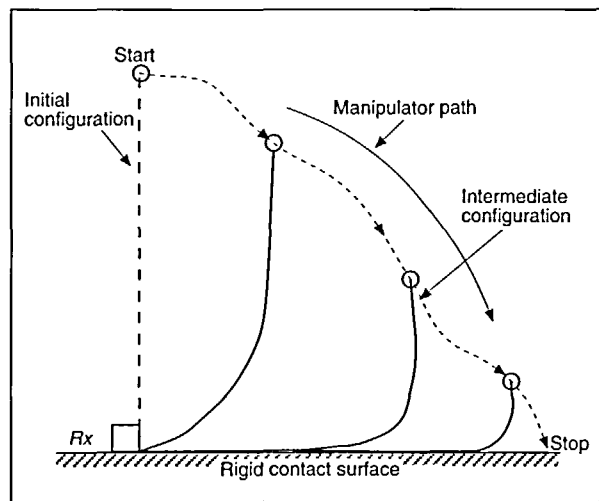 Start
Initial
configuration
Manipulator path
Intermediate
configuration
Rx
Stop
Rigid contact surface